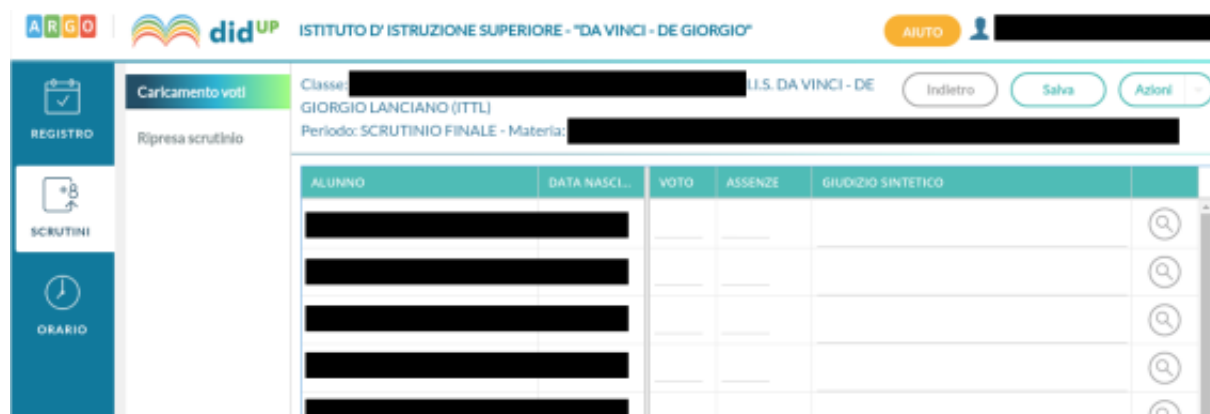 ARGO didUP ISTITUTO D' ISTRUZIONE SUPERIORE - "DA VINCI - DE GIORGIO" AIUTO
REGISTRO
SCRUTINI
ORARIO
Caricamento voti
Ripresa scrutinio
Classe: I.I.S. DA VINCI - DE
GIORGIO LANCIANO (ITTL)
Periodo: SCRUTINIO FINALE - Materia:
Indietro Salva Azioni
ALUNNO DATA NASCI... VOTO ASSENZE GIUDIZIO SINTETICO